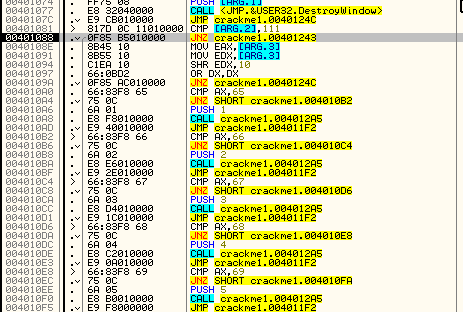 00401074 . FF75 08 PUSH [ARG.1]
00401077 . E8 32040000 CALL <JMP.&USER32.DestroyWindow>
0040107C .v E9 CB010000 JMP crackme1.0040124C
00401081 > 817D 0C 11010000 CMP [ARG.2],111
00401088 .v 0F85 B5010000 JNZ crackme1.00401243
0040108E . 8B45 10 MOV EAX,[ARG.3]
00401091 . 8B55 10 MOV EDX,[ARG.3]
00401094 . C1EA 10 SHR EDX,10
00401097 . 66:0BD2 OR DX,DX
0040109A .v 0F85 AC010000 JNZ crackme1.0040124C
004010A0 . 66:83F8 65 CMP AX,65
004010A4 .v 75 0C JNZ SHORT crackme1.004010B2
004010A6 . 6A 01 PUSH 1
004010A8 . E8 F8010000 CALL crackme1.004012A5
004010AD .v E9 40010000 JMP crackme1.004011F2
004010B2 > 66:83F8 66 CMP AX,66
004010B6 .v 75 0C JNZ SHORT crackme1.004010C4
004010B8 . 6A 02 PUSH 2
004010BA . E8 E6010000 CALL crackme1.004012A5
004010BF .v E9 2E010000 JMP crackme1.004011F2
004010C4 > 66:83F8 67 CMP AX,67
004010C8 .v 75 0C JNZ SHORT crackme1.004010D6
004010CA . 6A 03 PUSH 3
004010CC . E8 D4010000 CALL crackme1.004012A5
004010D1 .v E9 1C010000 JMP crackme1.004011F2
004010D6 > 66:83F8 68 CMP AX,68
004010DA .v 75 0C JNZ SHORT crackme1.004010E8
004010DC . 6A 04 PUSH 4
004010DE . E8 C2010000 CALL crackme1.004012A5
004010E3 .v E9 0A010000 JMP crackme1.004011F2
004010E8 > 66:83F8 69 CMP AX,69
004010EC .v 75 0C JNZ SHORT crackme1.004010FA
004010EE . 6A 05 PUSH 5
004010F0 . E8 B0010000 CALL crackme1.004012A5
004010F5 .v E9 F8000000 JMP crackme1.004011F2